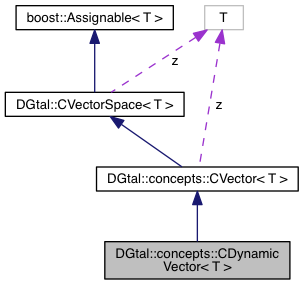 boost::Assignable< T >
T
z
DGtal::CVectorSpace< T >
z
DGtal::concepts::CVector< T >
DGtal::concepts::CDynamic
Vector< T >